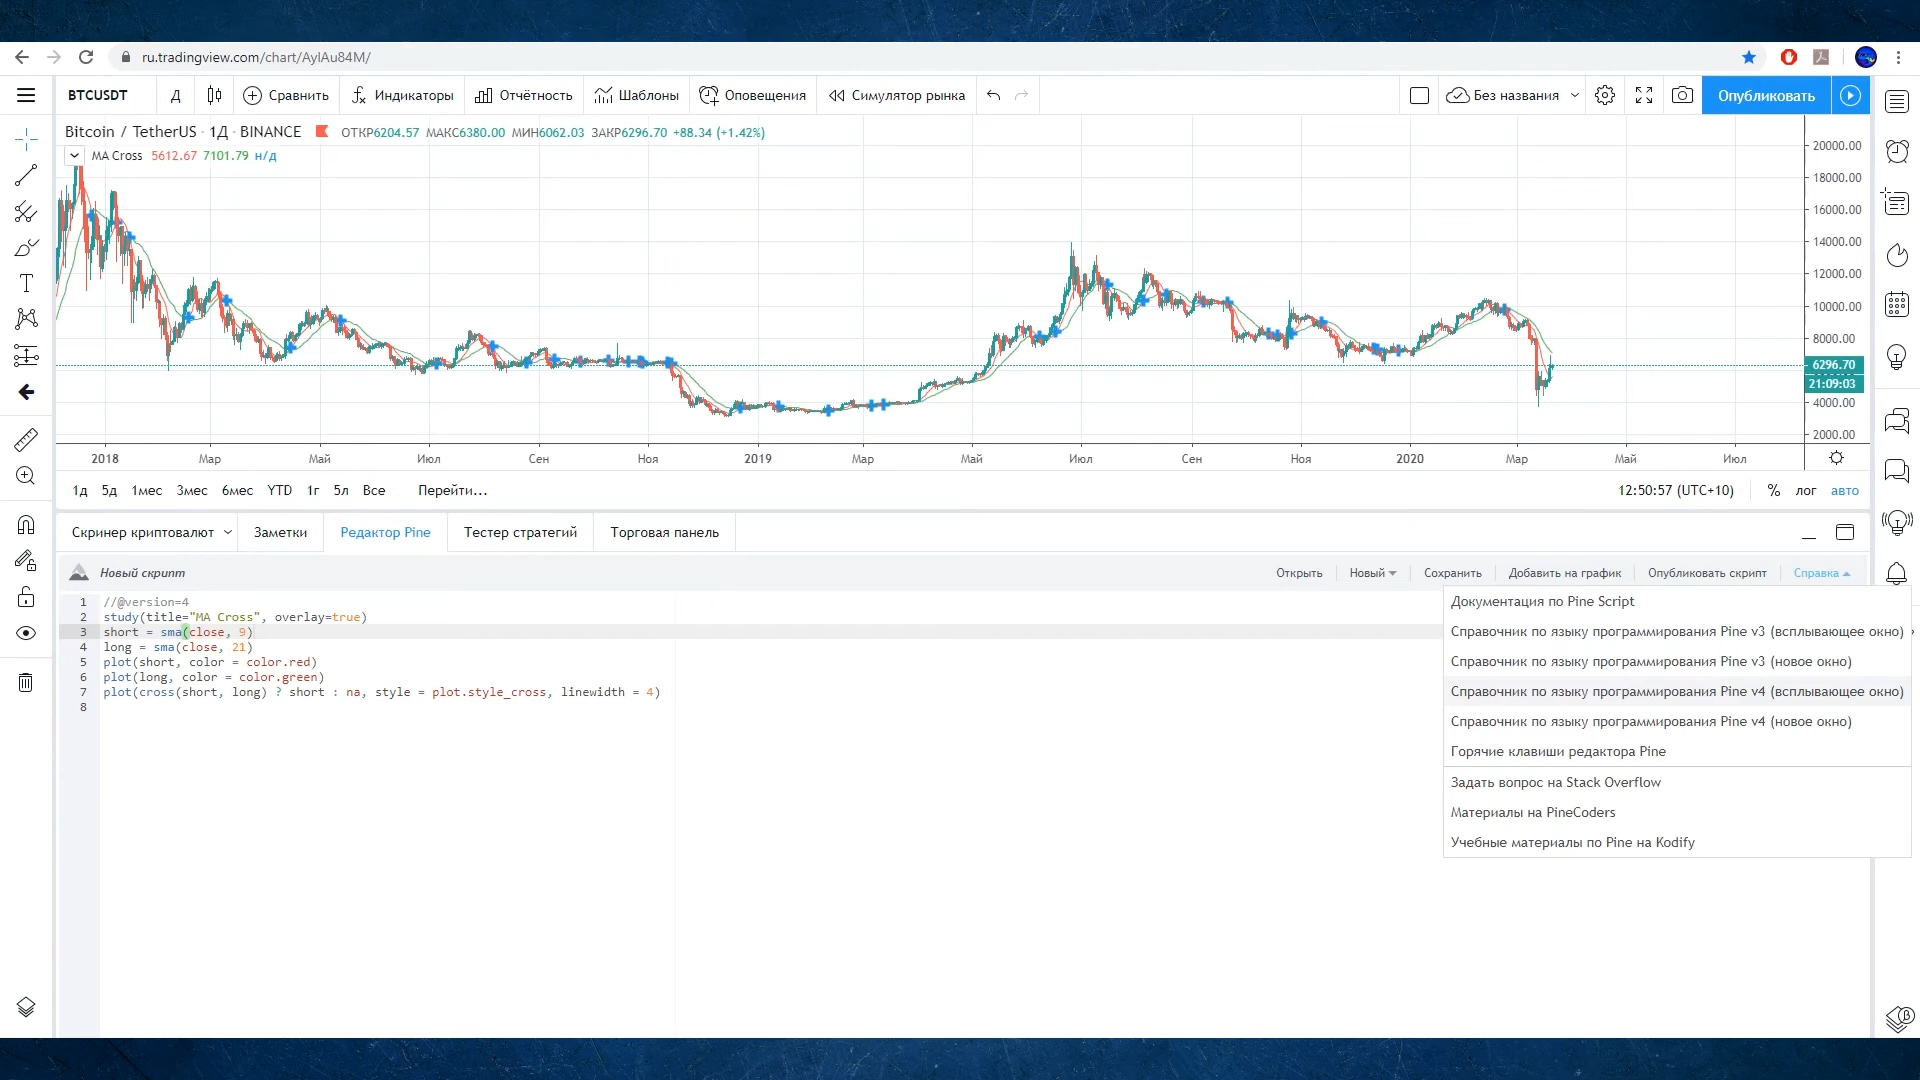 ru.tradingview.com/chart/AylAu84M/
BTCUSDT Д Сравнить Индикаторы Отчётность Шаблоны Оповещения Симулятор рынка Без названия Опубликовать
Bitcoin / TetherUS · 1Д · BINANCE ОТКР6204.57 МАКС6380.00 МИН6062.03 ЗАКР6296.70 +88.34 (+1.42%)
MA Cross 5612.67 7101.79 н/д
20000.00
18000.00
16000.00
14000.00
12000.00
10000.00
8000.00
6296.70
21:09:03
4000.00
2000.00
2018 Мар Май Июл Сен Ноя 2019 Мар Май Июл Сен Ноя 2020 Мар Май Июл
1д 5д 1мес 3мес 6мес YTD 1г 5л Все Перейти... 12:50:57 (UTC+10) % лог авто
Скринер криптовалют Заметки Редактор Pine Тестер стратегий Торговая панель
Новый скрипт Открыть Новый Сохранить Добавить на график Опубликовать скрипт Справка
1 //@version=4
2 study(title="MA Cross", overlay=true)
3 short = sma(close, 9)
4 long = sma(close, 21)
5 plot(short, color = color.red)
6 plot(long, color = color.green)
7 plot(cross(short, long) ? short : na, style = plot.style_cross, linewidth = 4)
8
Документация по Pine Script
Справочник по языку программирования Pine v3 (всплывающее окно)
Справочник по языку программирования Pine v3 (новое окно)
Справочник по языку программирования Pine v4 (всплывающее окно)
Справочник по языку программирования Pine v4 (новое окно)
Горячие клавиши редактора Pine
Задать вопрос на Stack Overflow
Материалы на PineCoders
Учебные материалы по Pine на Kodify